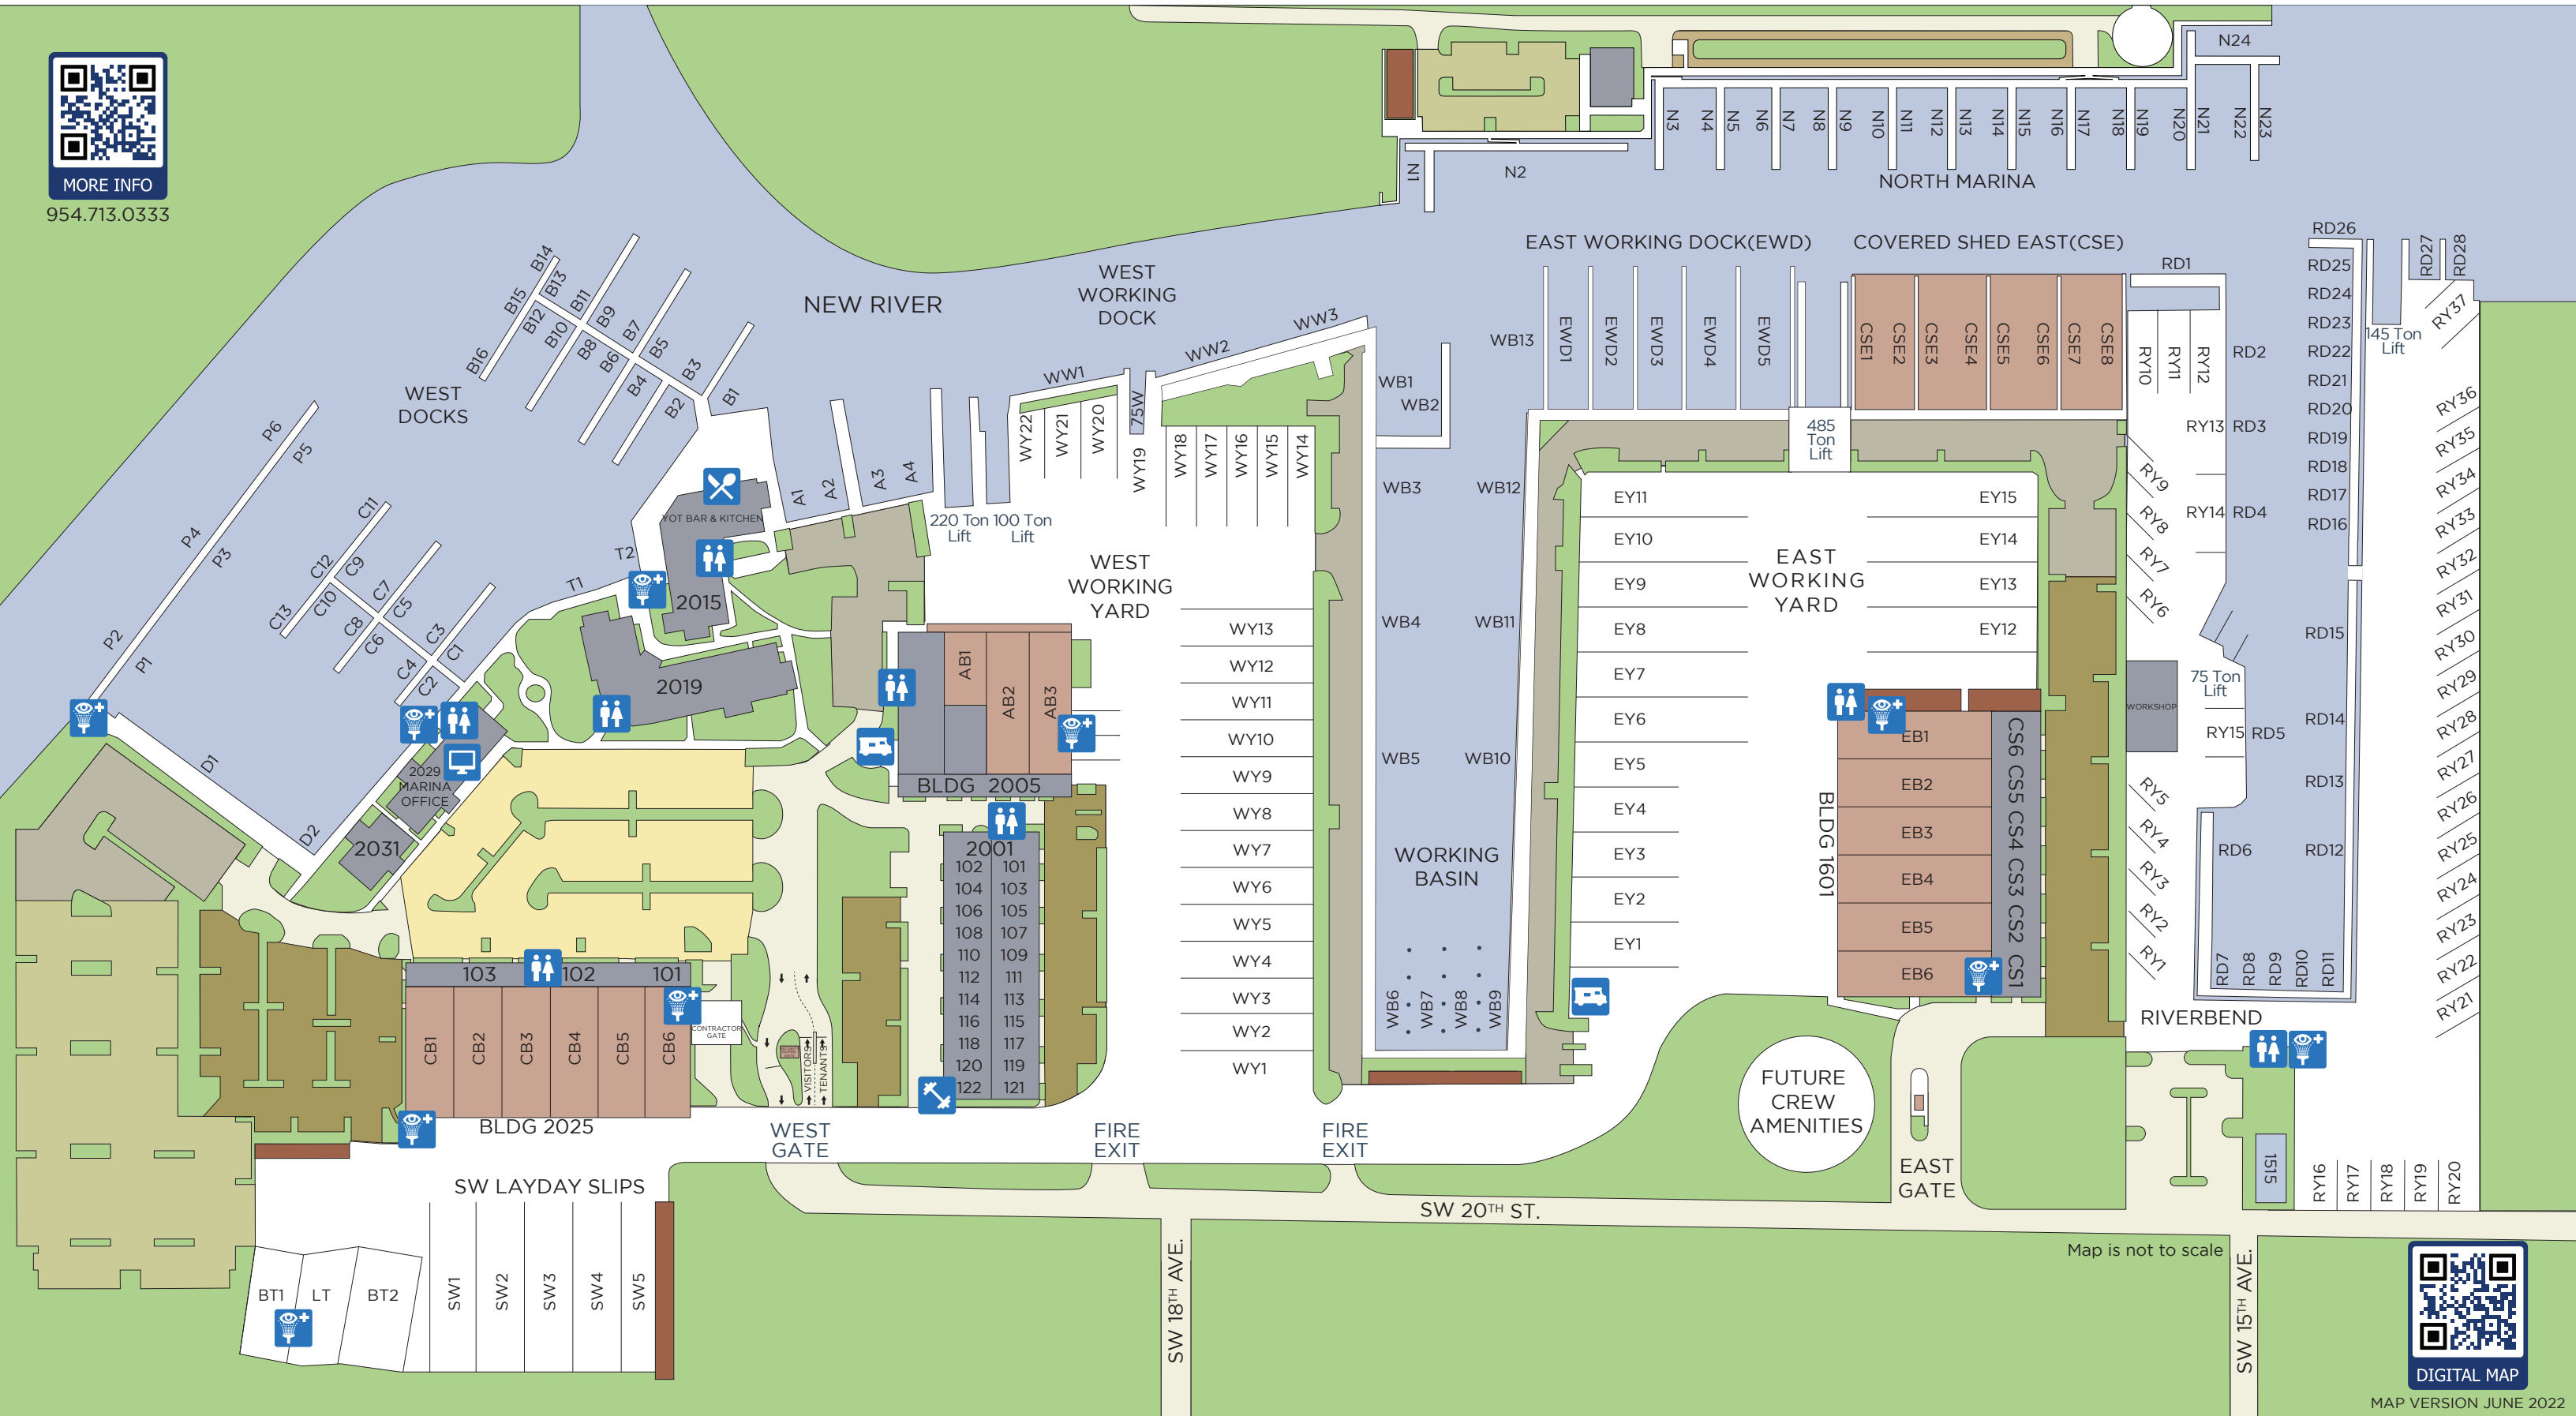 MORE INFO
954.713.0333
N24
N3
N4
N5
N6
N7
N8
N9
N10
N11
N12
N13
N14
N15
N16
N17
N18
N19
N20
N21
N22
N23
N1
N2
NORTH MARINA
NEW RIVER
WEST
WORKING
DOCK
EAST WORKING DOCK(EWD)
COVERED SHED EAST(CSE)
WEST
DOCKS
B14
B13
B15
B12
B11
B10
B9
B16
B8
B7
B6
B5
B4
B3
B2
B1
P6
P5
P4
P3
P2
P1
C11
C12
C9
C13
C10
C7
C8
C5
C6
C3
C4
C1
C2
T1
T2
D1
D2
A1
A2
A3
A4
YOT BAR & KITCHEN
2015
2019
2029
MARINA
OFFICE
2031
220 Ton
Lift
100 Ton
Lift
WW1
WW2
WW3
75W
WY22
WY21
WY20
WY19
WY18
WY17
WY16
WY15
WY14
WEST
WORKING
YARD
WY13
WY12
WY11
WY10
WY9
WY8
WY7
WY6
WY5
WY4
WY3
WY2
WY1
AB1
AB2
AB3
BLDG 2005
2001
102 101
104 103
106 105
108 107
110 109
112 111
114 113
116 115
118 117
120 119
122 121
103
102
101
CB1
CB2
CB3
CB4
CB5
CB6
BLDG 2025
CONTRACTOR
GATE
VISITORS
TENANTS
WEST
GATE
FIRE
EXIT
FIRE
EXIT
SW LAYDAY SLIPS
BT1
LT
BT2
SW1
SW2
SW3
SW4
SW5
WB13
WB1
WB2
WB3
WB12
WB4
WB11
WB5
WB10
WORKING
BASIN
WB6
WB7
WB8
WB9
EWD1
EWD2
EWD3
EWD4
EWD5
485
Ton
Lift
CSE1
CSE2
CSE3
CSE4
CSE5
CSE6
CSE7
CSE8
EY11
EY10
EY9
EY8
EY7
EY6
EY5
EY4
EY3
EY2
EY1
EAST
WORKING
YARD
EY15
EY14
EY13
EY12
BLDG 1601
EB1
EB2
EB3
EB4
EB5
EB6
CS6
CS5
CS4
CS3
CS2
CS1
FUTURE
CREW
AMENITIES
EAST
GATE
RD1
RY10
RY11
RY12
RD2
RY13
RD3
RY14
RD4
RY9
RY8
RY7
RY6
WORKSHOP
75 Ton
Lift
RY15
RD5
RY5
RY4
RY3
RY2
RY1
RD6
RD7
RD8
RD9
RD10
RD11
RD26
RD25
RD24
RD23
RD22
RD21
RD20
RD19
RD18
RD17
RD16
RD15
RD14
RD13
RD12
RD27
RD28
145 Ton
Lift
RY37
RY36
RY35
RY34
RY33
RY32
RY31
RY30
RY29
RY28
RY27
RY26
RY25
RY24
RY23
RY22
RY21
RIVERBEND
1515
RY16
RY17
RY18
RY19
RY20
SW 20TH ST.
SW 18TH AVE.
SW 15TH AVE.
Map is not to scale
DIGITAL MAP
MAP VERSION JUNE 2022